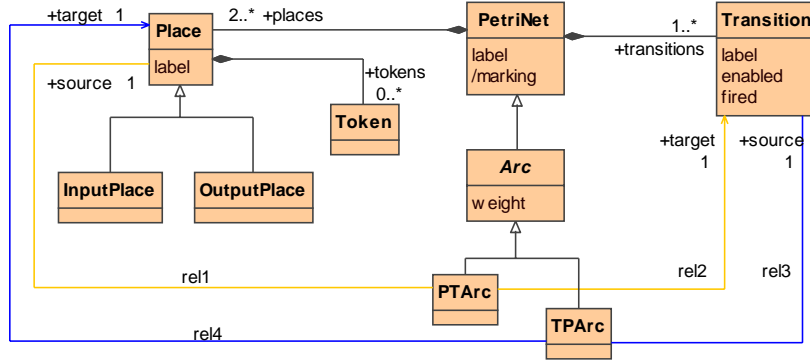 +target 1
Place
label
2..* +places
PetriNet
label
/marking
1..*
+transitions
Transition
label
enabled
fired
+source 1
+tokens
0..*
Token
+target
1
+source
1
InputPlace
OutputPlace
Arc
weight
rel1
PTArc
rel2
rel3
rel4
TPArc